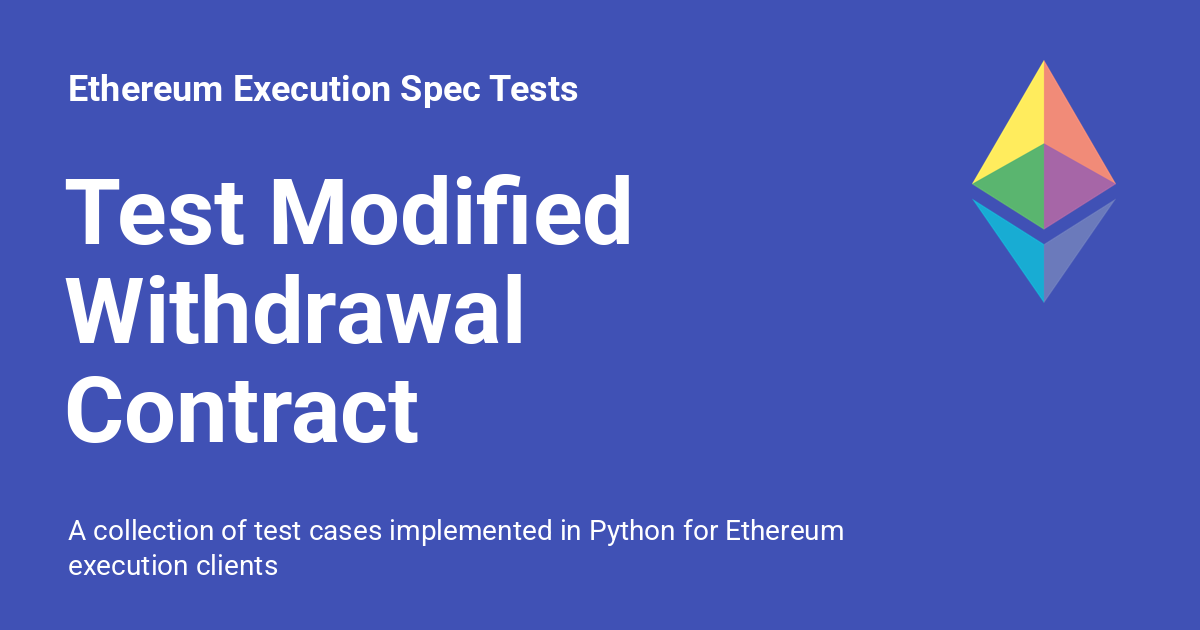 Ethereum Execution Spec Tests
Test Modified
Withdrawal
Contract
A collection of test cases implemented in Python for Ethereum
execution clients